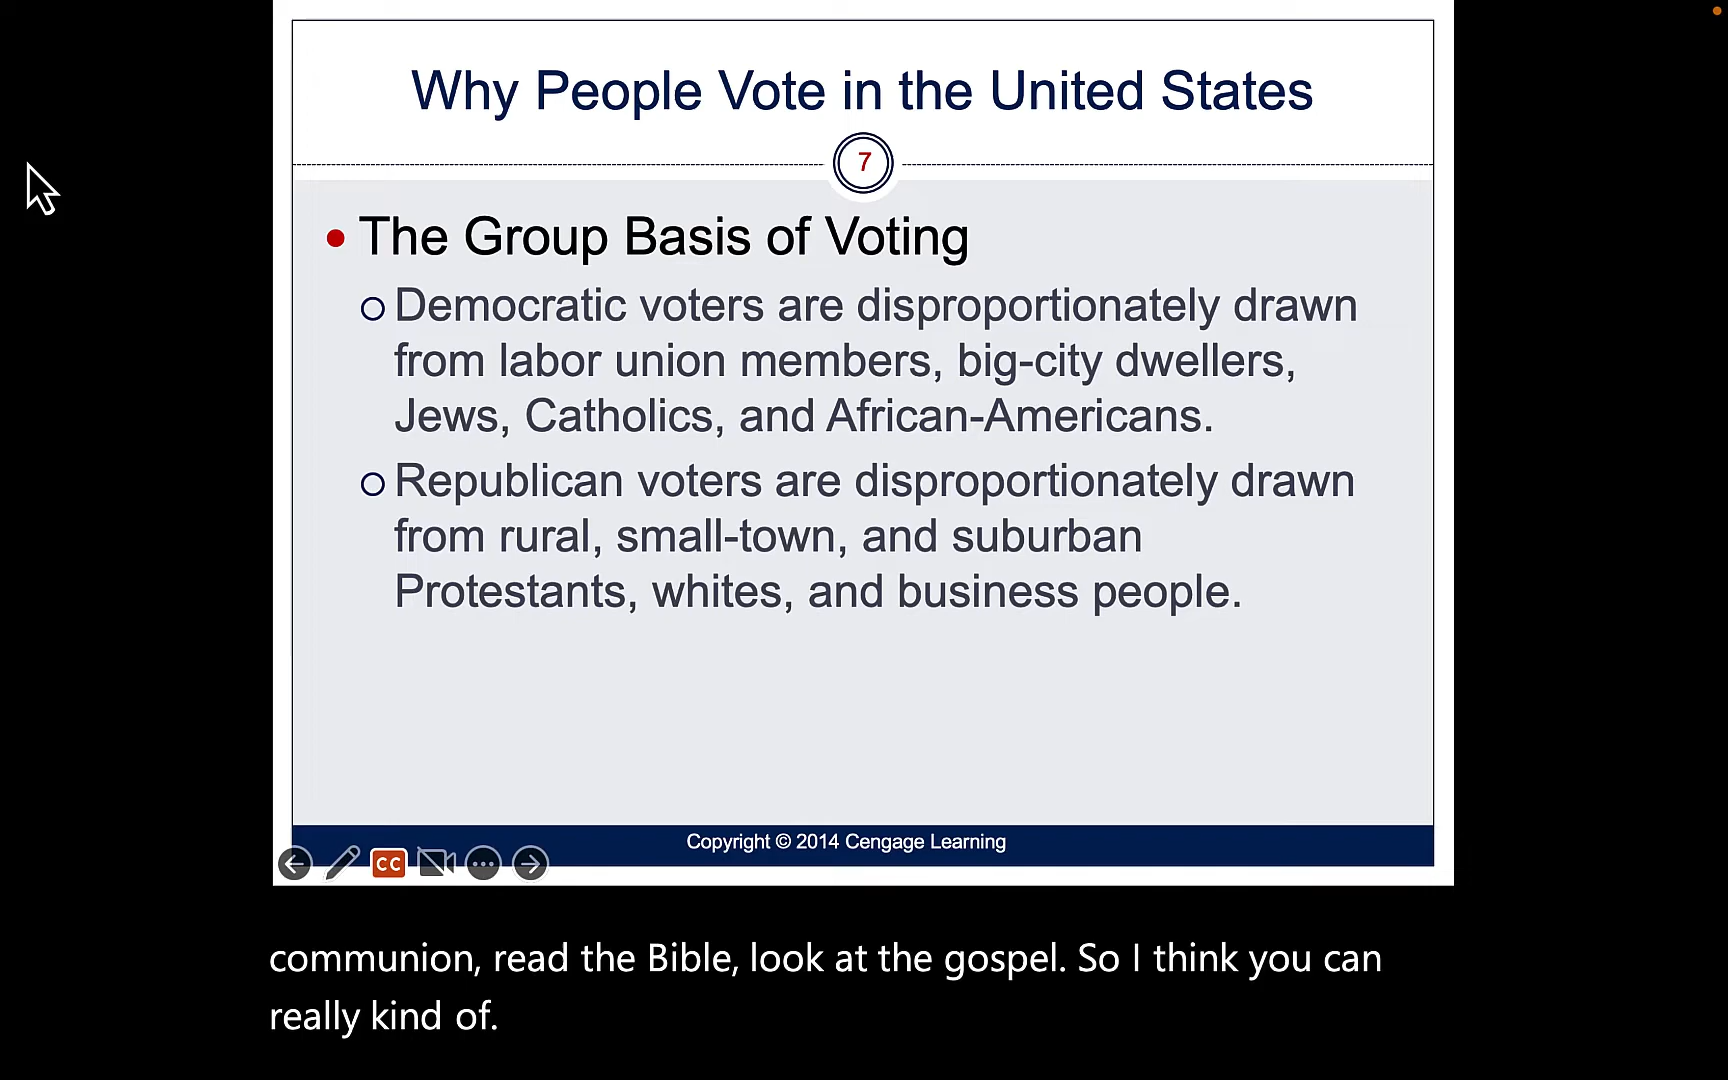 Why People Vote in the United States
7
• The Group Basis of Voting
○ Democratic voters are disproportionately drawn
from labor union members, big-city dwellers,
Jews, Catholics, and African-Americans.
○ Republican voters are disproportionately drawn
from rural, small-town, and suburban
Protestants, whites, and business people.
Copyright © 2014 Cengage Learning
CC
communion, read the Bible, look at the gospel. So I think you can
really kind of.